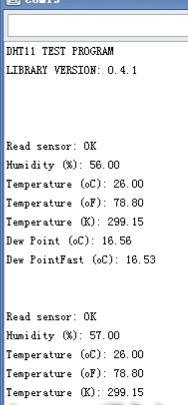 DHT11 TEST PROGRAM
LIBRARY VERSION: 0.4.1
Read sensor: OK
Humidity (%): 56.00
Temperature (oC): 26.00
Temperature (oF): 78.80
Temperature (K): 299.15
Dew Point (oC): 16.56
Dew PointFast (oC): 16.53
Read sensor: OK
Humidity (%): 57.00
Temperature (oC): 26.00
Temperature (oF): 78.80
Temperature (K): 299.15